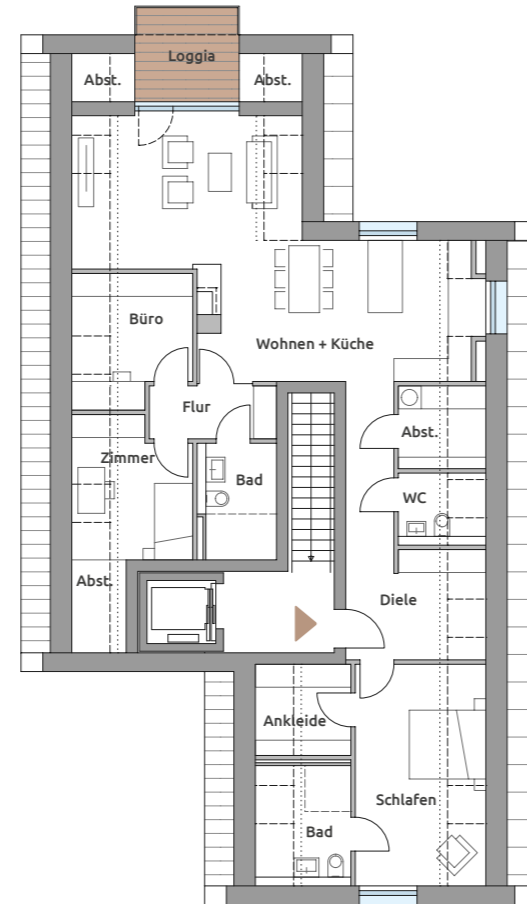 Loggia
Abst.
Abst.
Büro
Wohnen + Küche
Flur
Abst.
Zimmer
Bad
WC
Abst.
Diele
Ankleide
Schlafen
Bad